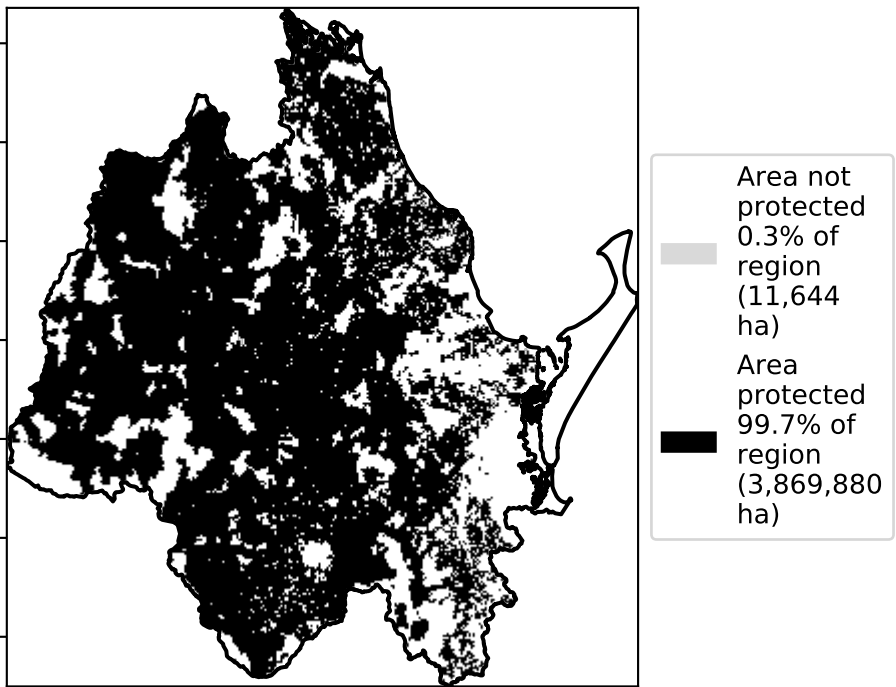 Area not
protected
0.3% of
region
(11,644
ha)
Area
protected
99.7% of
region
(3,869,880
ha)